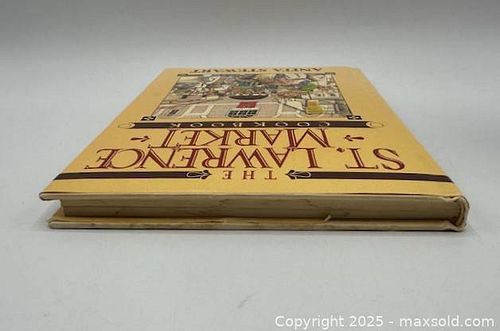 THE
ST. LAWRENCE
MARKET
COOKBOOK
ANITA STEWART
Copyright 2025 - maxsold.com